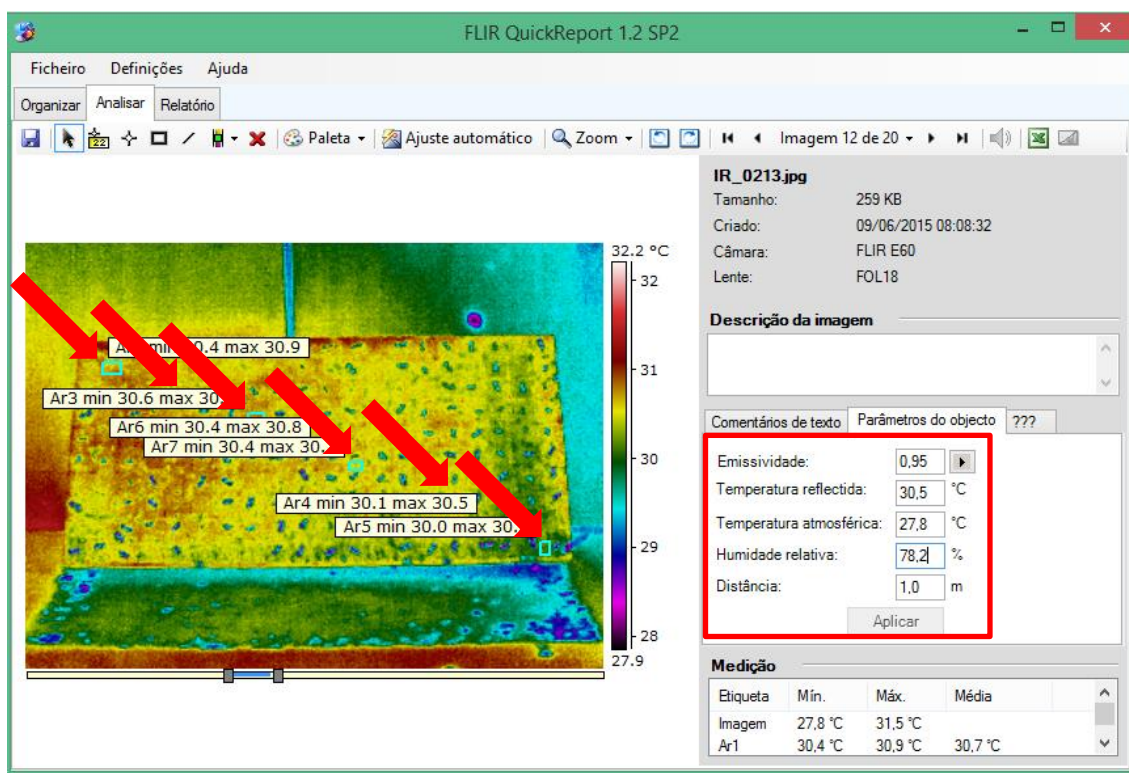 FLIR QuickReport 1.2 SP2
Ficheiro Definições Ajuda
Organizar Analisar Relatório
22 Paleta Ajuste automático Zoom Imagem 12 de 20
IR_0213.jpg
Tamanho: 259 KB
Criado: 09/06/2015 08:08:32
Câmara: FLIR E60
Lente: FOL18
Descrição da imagem
Comentários de texto Parâmetros do objecto ???
Emissividade: 0,95
Temperatura reflectida: 30,5 °C
Temperatura atmosférica: 27,8 °C
Humidade relativa: 78,2 %
Distância: 1,0 m
Aplicar
Medição
Etiqueta Mín. Máx. Média
Imagem 27,8 °C 31,5 °C
Ar1 30,4 °C 30,9 °C 30,7 °C
32.2 °C
32
31
30
29
28
27.9
max 30.9
Ar3 min 30.6 max
Ar6 min 30.4 max 30.8
Ar7 min 30.4 max
Ar4 min 30.1 max 30.5
Ar5 min 30.0 max